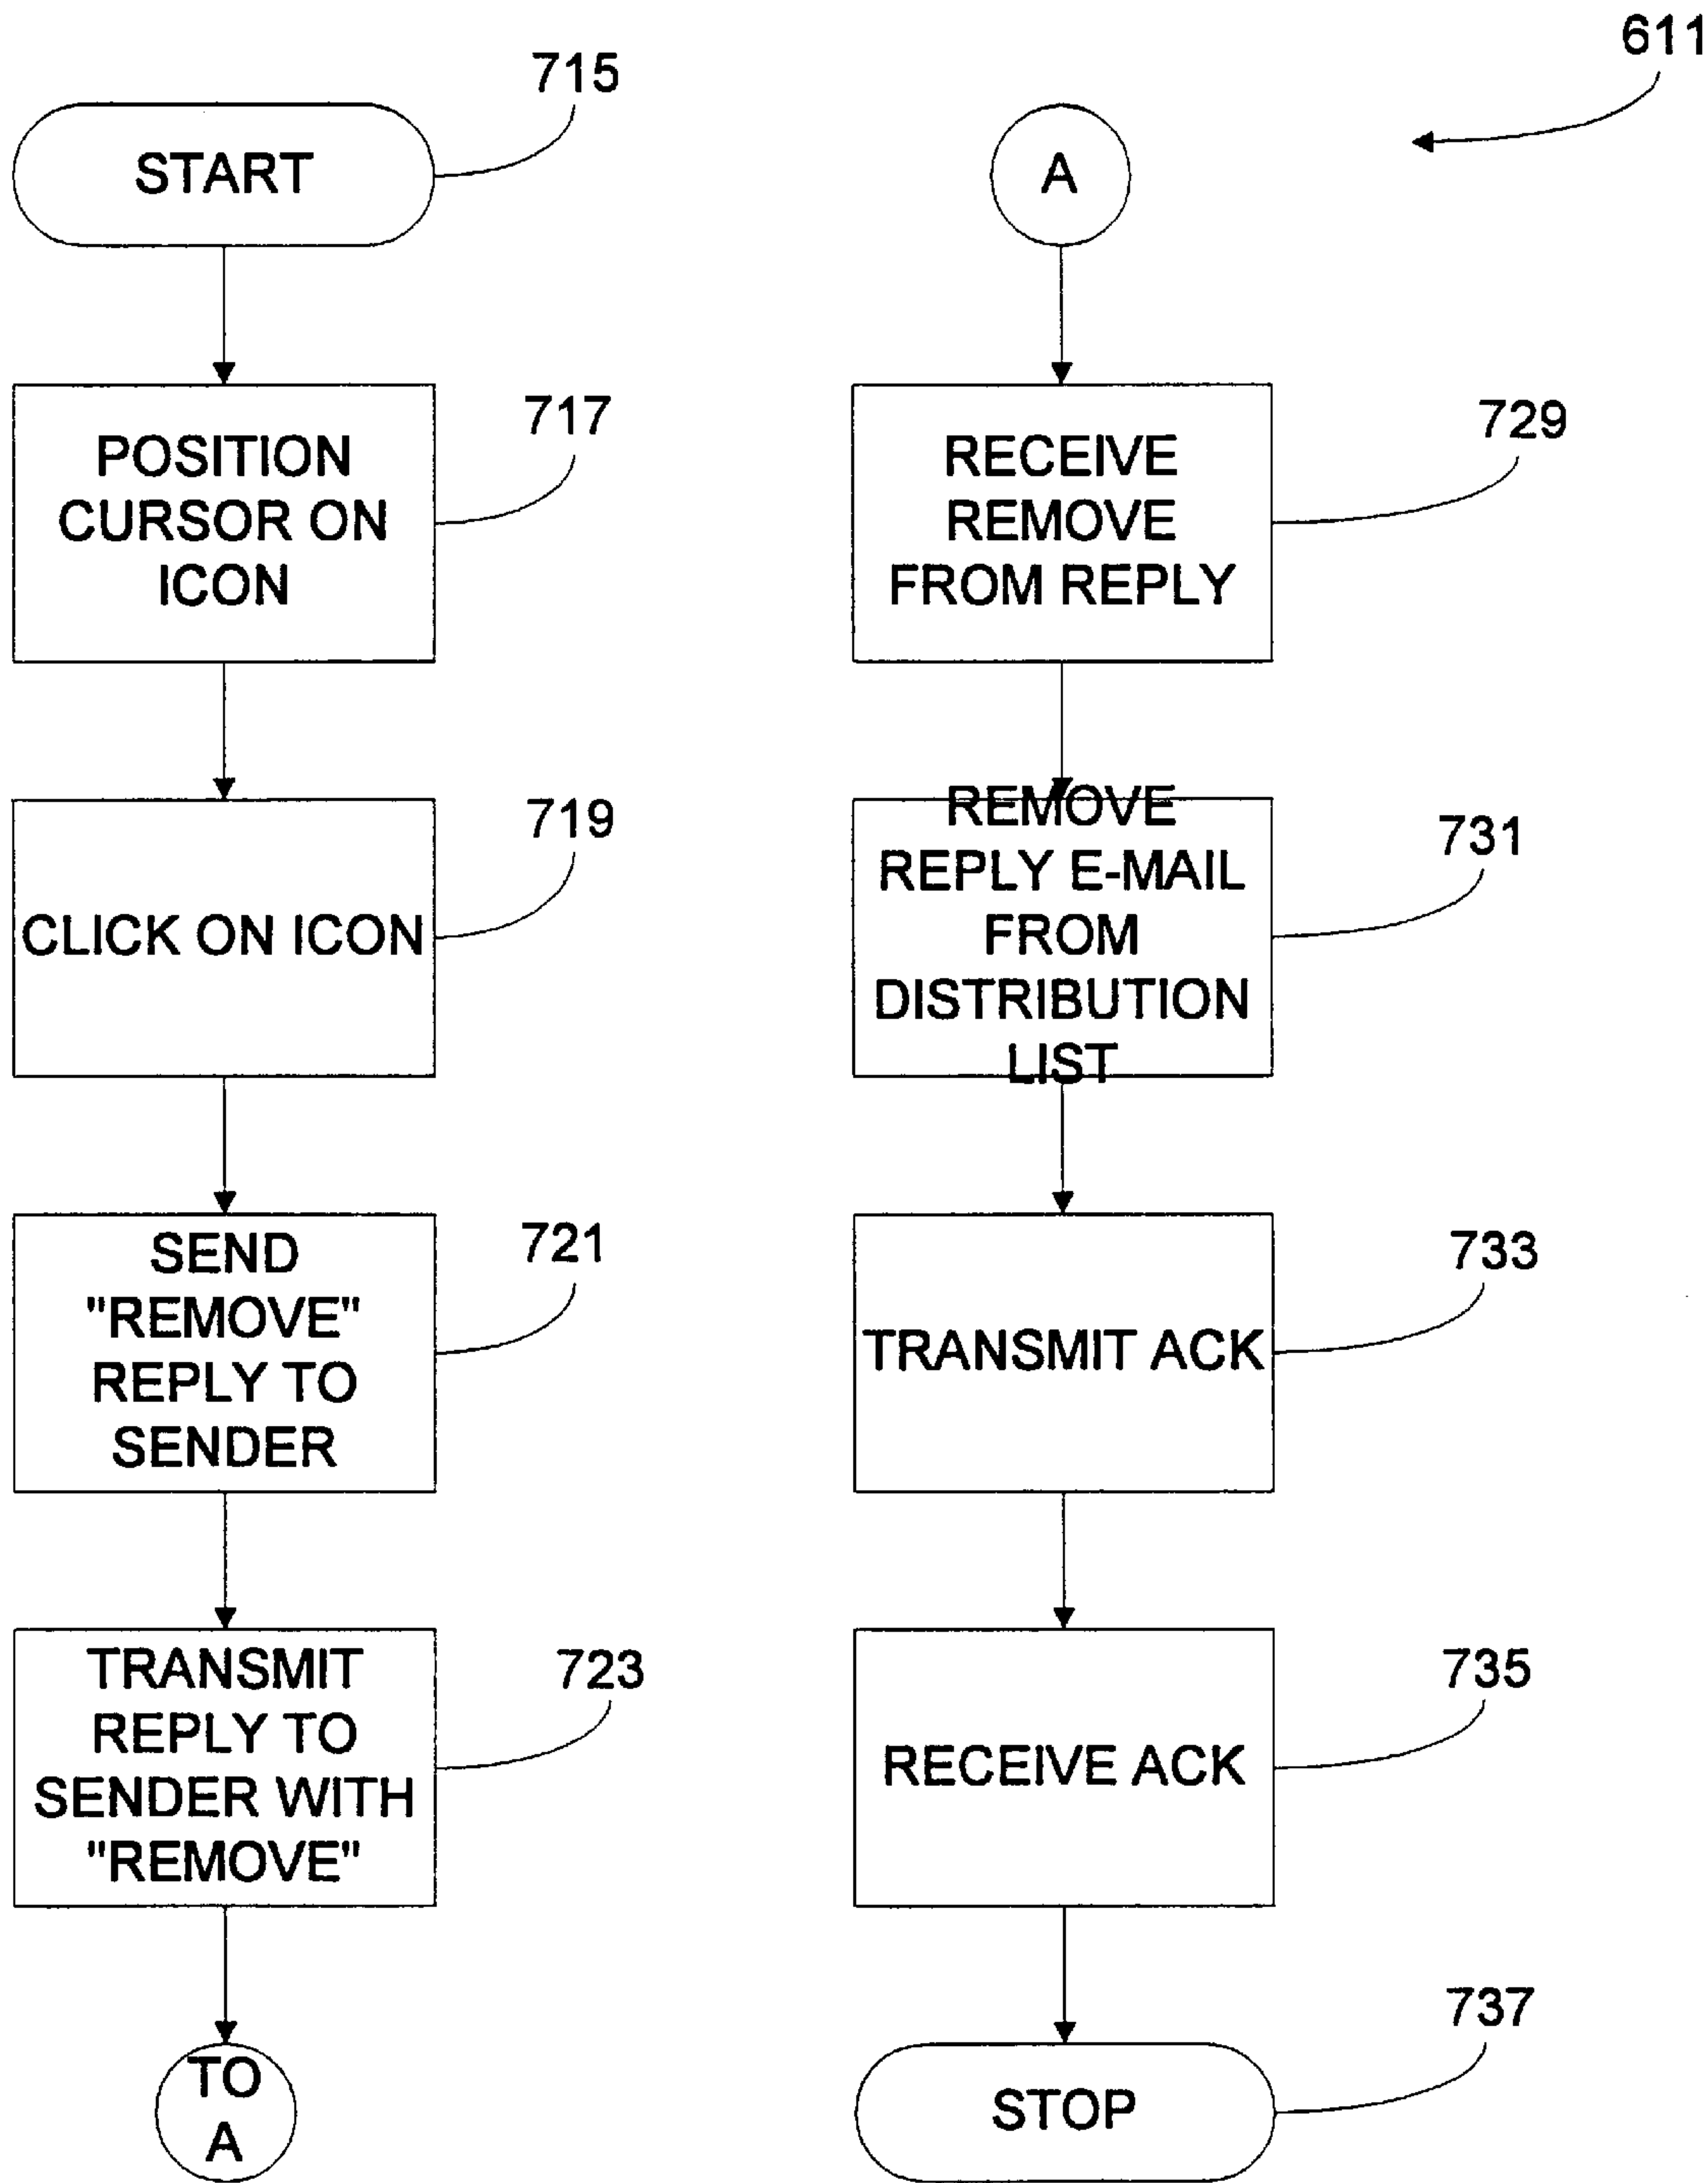 715
START
717
POSITION
CURSOR ON
ICON
719
CLICK ON ICON
721
SEND
"REMOVE"
REPLY TO
SENDER
723
TRANSMIT
REPLY TO
SENDER WITH
"REMOVE"
TO
A
611
A
729
RECEIVE
REMOVE
FROM REPLY
731
REMOVE
REPLY E-MAIL
FROM
DISTRIBUTION
LIST
733
TRANSMIT ACK
735
RECEIVE ACK
737
STOP